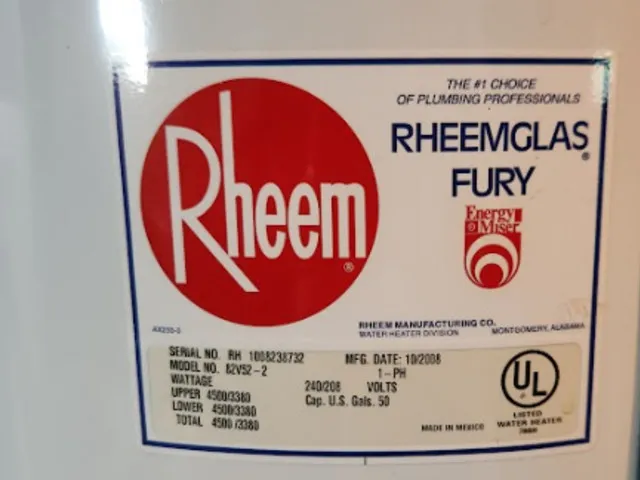 THE #1 CHOICE
OF PLUMBING PROFESSIONALS
Rheem®
RHEEMGLAS®
FURY
Energy
Miser
RHEEM MANUFACTURING CO.
WATER HEATER DIVISION MONTGOMERY, ALABAMA
SERIAL NO. RH 1008238732 MFG. DATE: 10/2008
MODEL NO. 82V52-2 1-PH
WATTAGE 240/208 VOLTS
UPPER 4500/3380 Cap. U.S. Gals. 50
LOWER 4500/3380
TOTAL 4500/3380
MADE IN MEXICO
UL
LISTED
WATER HEATER